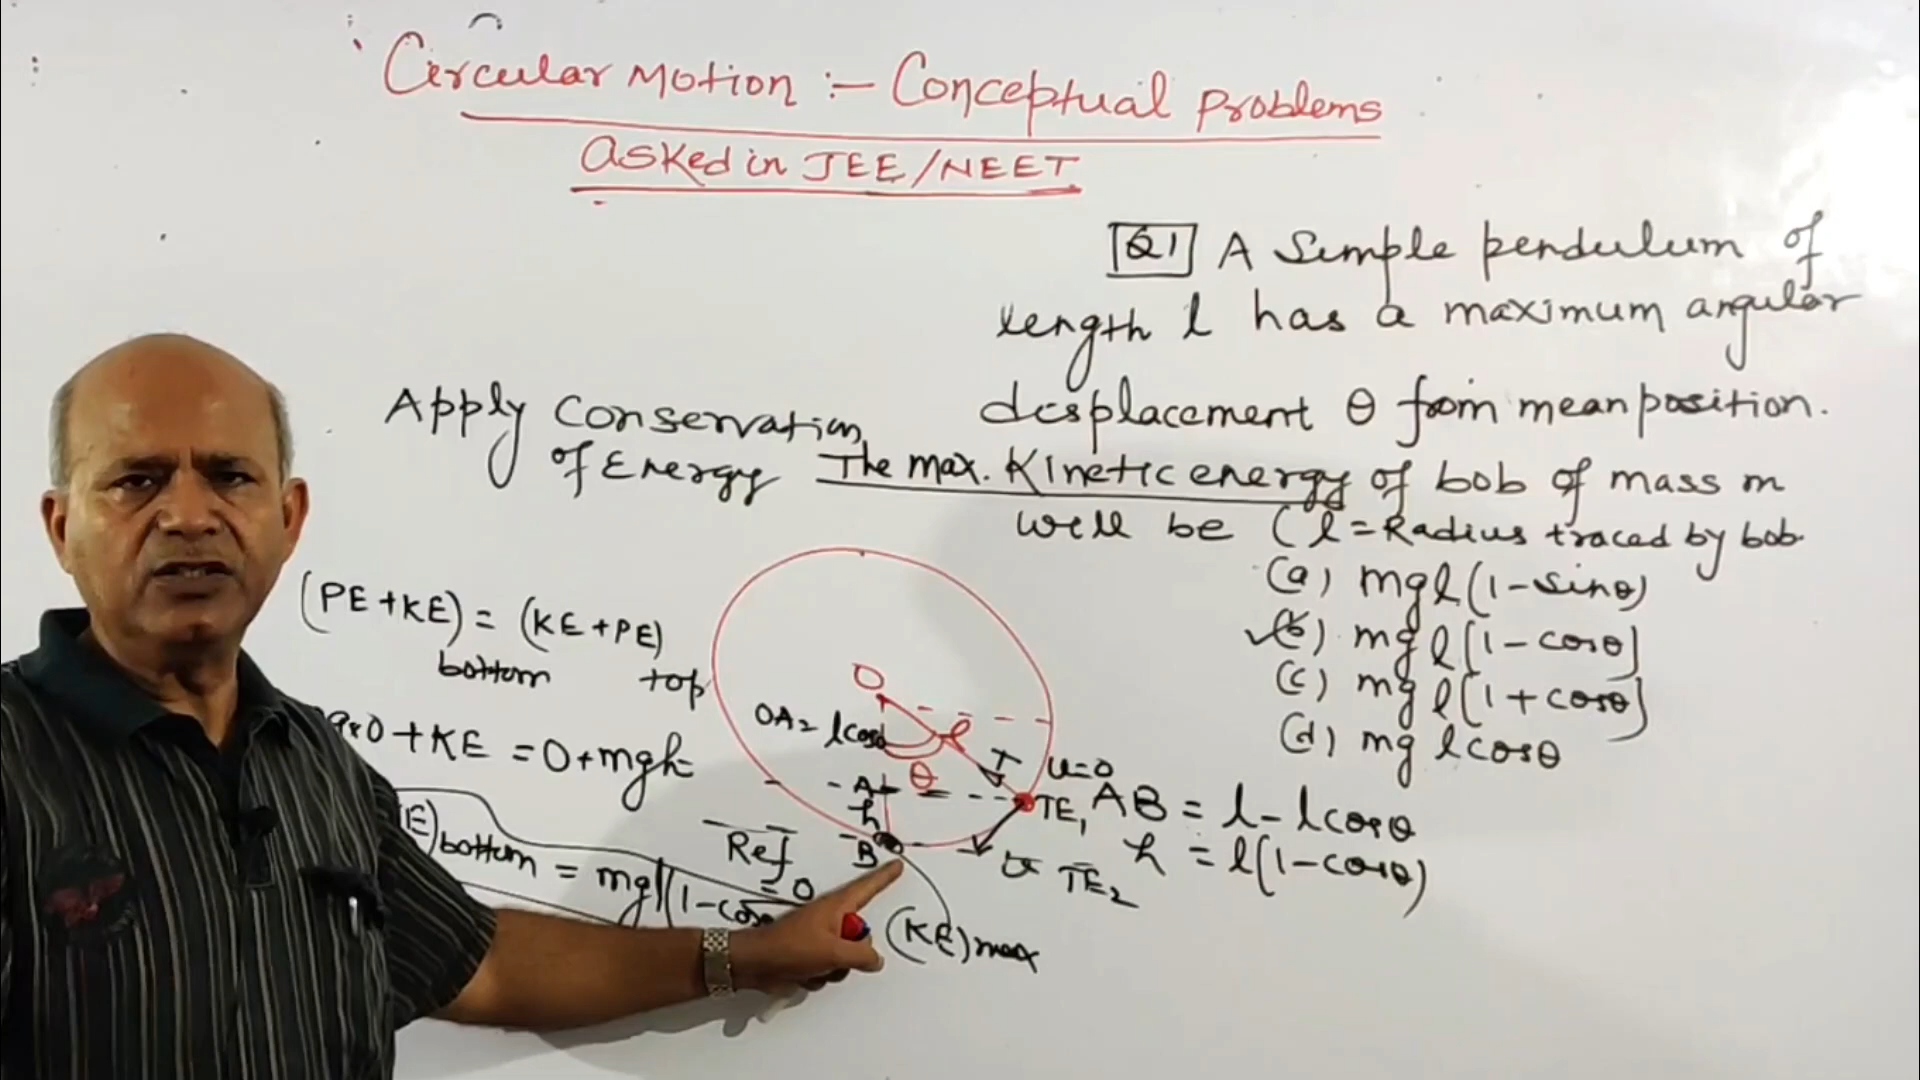 Circular Motion :- Conceptual Problems
Asked in JEE/NEET
Q1 A Simple pendulum of
length l has a maximum angular
displacement θ from mean position.
The max. Kinetic energy of bob of mass m
will be (l = Radius traced by bob
(a) mgl(1-sinθ)
(b) mgl[1-cosθ]
(c) mgl[1+cosθ]
(d) mg lcosθ
Apply Conservation
of Energy
(PE+KE) = (KE+PE)
bottom top
+KE = 0+mgh
bottom = mgl(1-cos
O
OA = lcosθ
l
θ
T
u=0
A
h
B
Ref
= 0
TE1
v TE2
(KE)max
AB = l - lcosθ
h = l(1-cosθ)